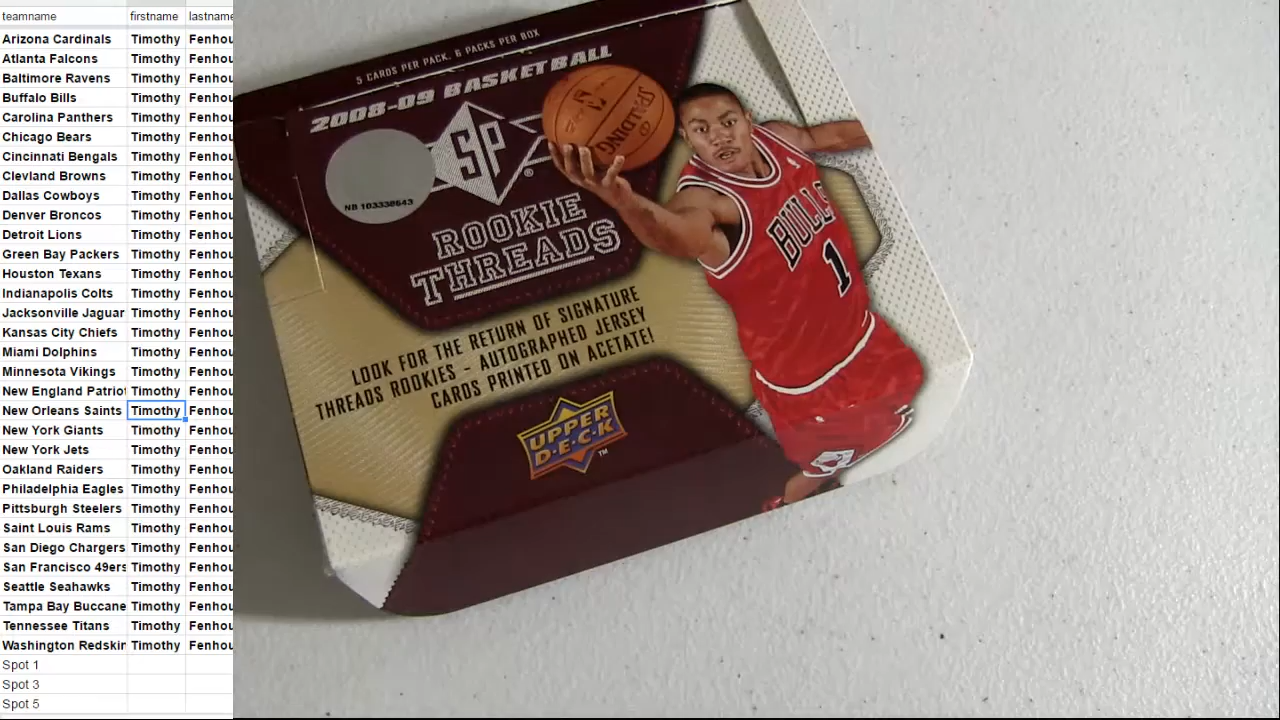 teamname firstname lastname
Arizona Cardinals Timothy Fenhou
Atlanta Falcons Timothy Fenhou
Baltimore Ravens Timothy Fenhou
Buffalo Bills Timothy Fenhou
Carolina Panthers Timothy Fenhou
Chicago Bears Timothy Fenhou
Cincinnati Bengals Timothy Fenhou
Clevland Browns Timothy Fenhou
Dallas Cowboys Timothy Fenhou
Denver Broncos Timothy Fenhou
Detroit Lions Timothy Fenhou
Green Bay Packers Timothy Fenhou
Houston Texans Timothy Fenhou
Indianapolis Colts Timothy Fenhou
Jacksonville Jaguar Timothy Fenhou
Kansas City Chiefs Timothy Fenhou
Miami Dolphins Timothy Fenhou
Minnesota Vikings Timothy Fenhou
New England Patriot Timothy Fenhou
New Orleans Saints Timothy Fenhou
New York Giants Timothy Fenhou
New York Jets Timothy Fenhou
Oakland Raiders Timothy Fenhou
Philadelphia Eagles Timothy Fenhou
Pittsburgh Steelers Timothy Fenhou
Saint Louis Rams Timothy Fenhou
San Diego Chargers Timothy Fenhou
San Francisco 49ers Timothy Fenhou
Seattle Seahawks Timothy Fenhou
Tampa Bay Buccane Timothy Fenhou
Tennessee Titans Timothy Fenhou
Washington Redskin Timothy Fenhou
Spot 1
Spot 3
Spot 5
5 CARDS PER PACK, 6 PACKS PER BOX
2008-09 BASKETBALL
SP
NB 103338643
SPALDING
ROOKIE
THREADS
LOOK FOR THE RETURN OF SIGNATURE
THREADS ROOKIES - AUTOGRAPHED JERSEY
CARDS PRINTED ON ACETATE!
UPPER
D·E·C·K
TM
BULLS
1